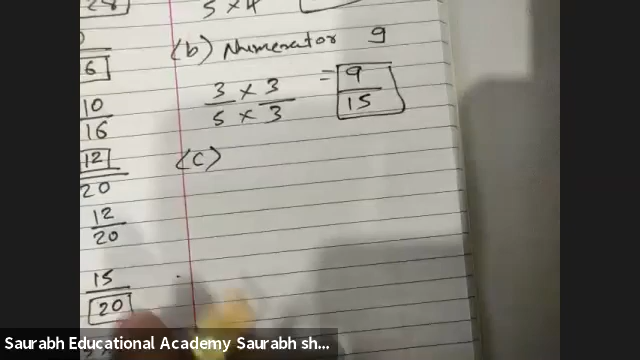 28
5 × 4
(b) Numerator 9
6
3 × 3 = 9
5 × 3 15
10
16
(c)
12
20
12
20
15
20
Saurabh Educational Academy Saurabh sh...